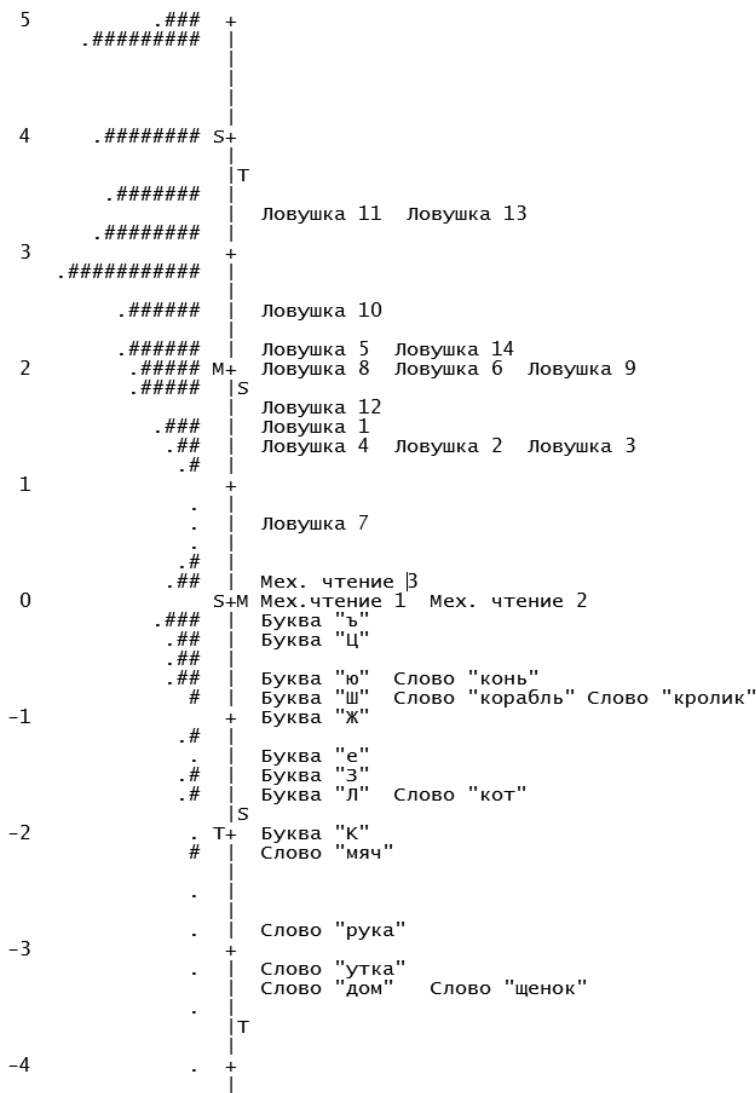 5 .### +
.######### |
|
|
|
|
4 .######## S+
|
|T
.####### |
| Ловушка 11 Ловушка 13
.######## |
3 +
.########### |
|
.###### | Ловушка 10
|
.###### | Ловушка 5 Ловушка 14
2 .##### M+ Ловушка 8 Ловушка 6 Ловушка 9
.##### |S
| Ловушка 12
.### | Ловушка 1
.## | Ловушка 4 Ловушка 2 Ловушка 3
.# |
1 +
. |
. | Ловушка 7
. |
.# |
.## | Мех. чтение 3
0 S+M Мех.чтение 1 Мех. чтение 2
.### | Буква "ъ"
.## | Буква "Ц"
.## |
.## | Буква "ю" Слово "конь"
# | Буква "Ш" Слово "корабль" Слово "кролик"
-1 + Буква "Ж"
.# |
. | Буква "е"
.# | Буква "З"
.# | Буква "Л" Слово "кот"
|S
-2 . T+ Буква "К"
# | Слово "мяч"
|
. |
|
. | Слово "рука"
-3 +
. | Слово "утка"
| Слово "дом" Слово "щенок"
. |
|T
|
-4 . +
|